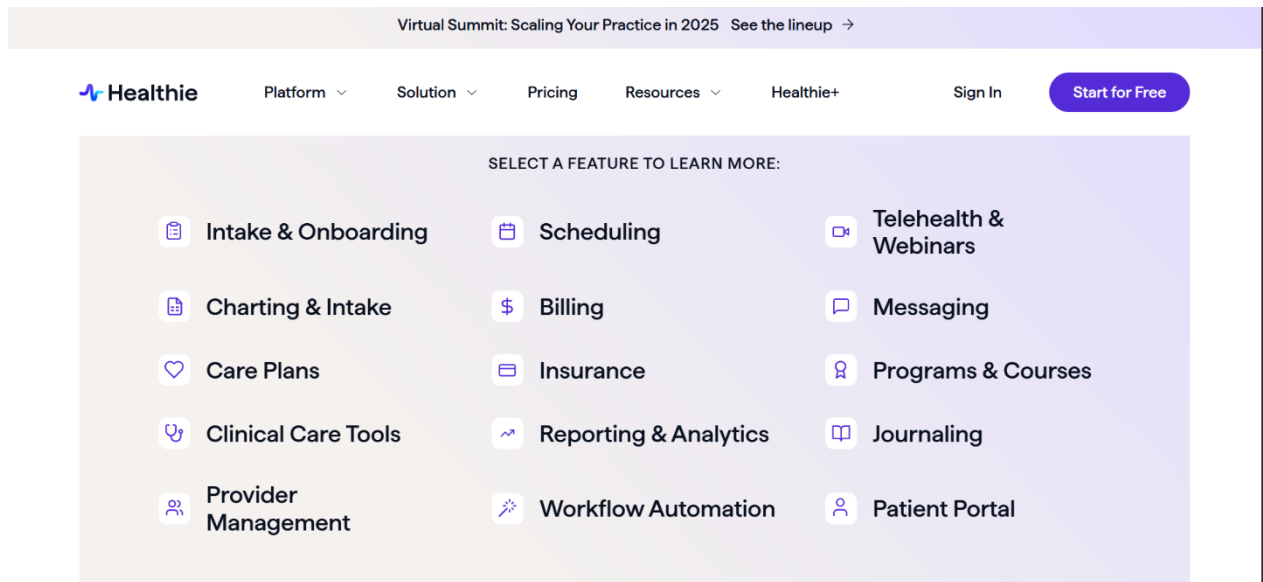 Virtual Summit: Scaling Your Practice in 2025 See the lineup →
Healthie Platform Solution Pricing Resources Healthie+ Sign In Start for Free
SELECT A FEATURE TO LEARN MORE:
Intake & Onboarding
Scheduling
Telehealth &
Webinars
Charting & Intake
Billing
Messaging
Care Plans
Insurance
Programs & Courses
Clinical Care Tools
Reporting & Analytics
Journaling
Provider
Management
Workflow Automation
Patient Portal